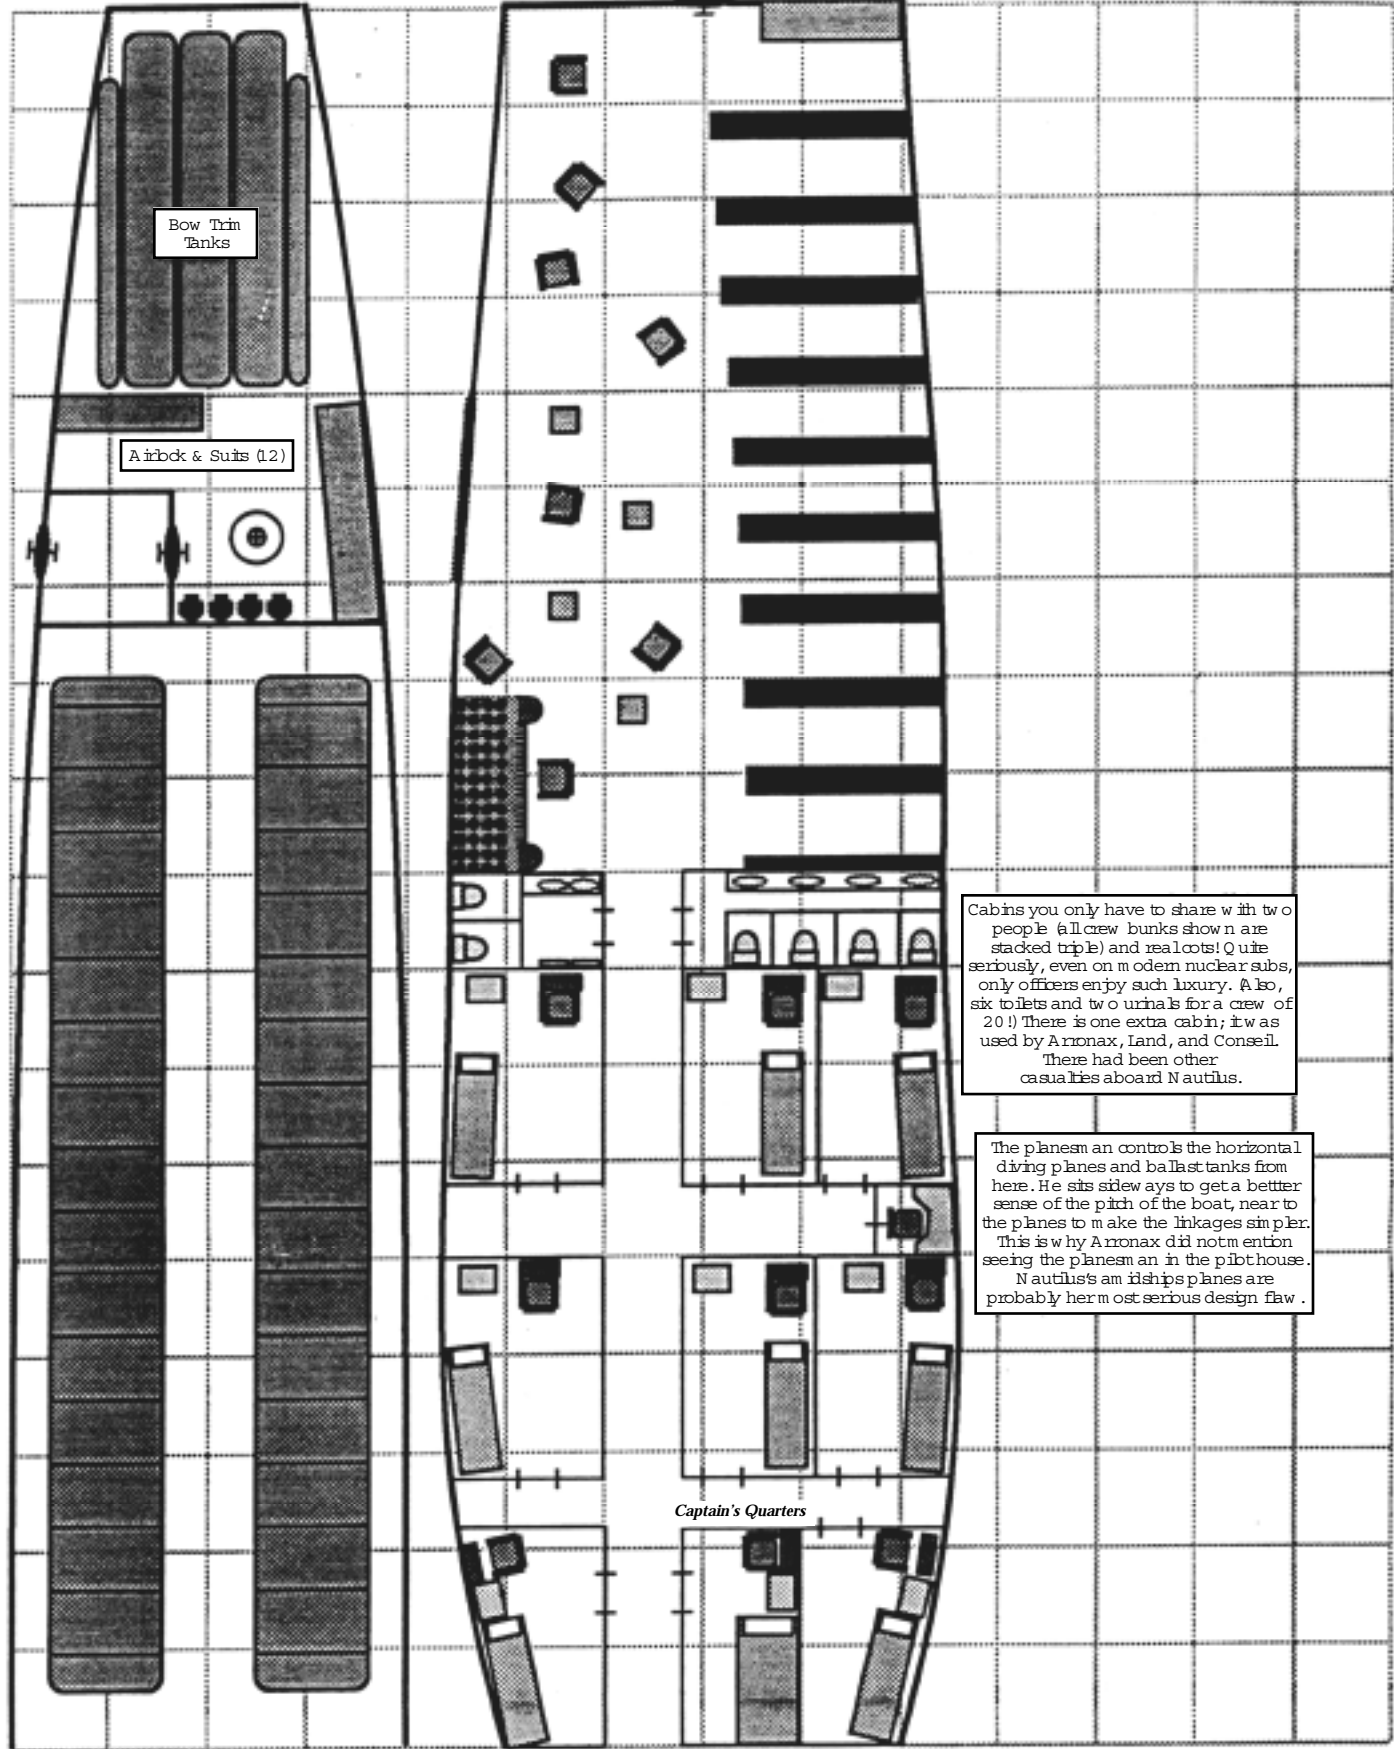 Bow Trim
Tanks
Airlock & Suits (12)
Cabins you only have to share with two
people (all crew bunks shown are
stacked triple) and real cots! Quite
seriously, even on modern nuclear subs,
only officers enjoy such luxury. (Also,
six toilets and two urinals for a crew of
20!) There is one extra cabin; it was
used by Arronax, Land, and Conseil.
There had been other
casualties aboard Nautilus.
The planesman controls the horizontal
diving planes and ballast tanks from
here. He sits sideways to get a bettter
sense of the pitch of the boat, near to
the planes to make the linkages simpler.
This is why Arronax did not mention
seeing the planesman in the pilothouse.
Nautilus's amidships planes are
probably her most serious design flaw.
Captain's Quarters